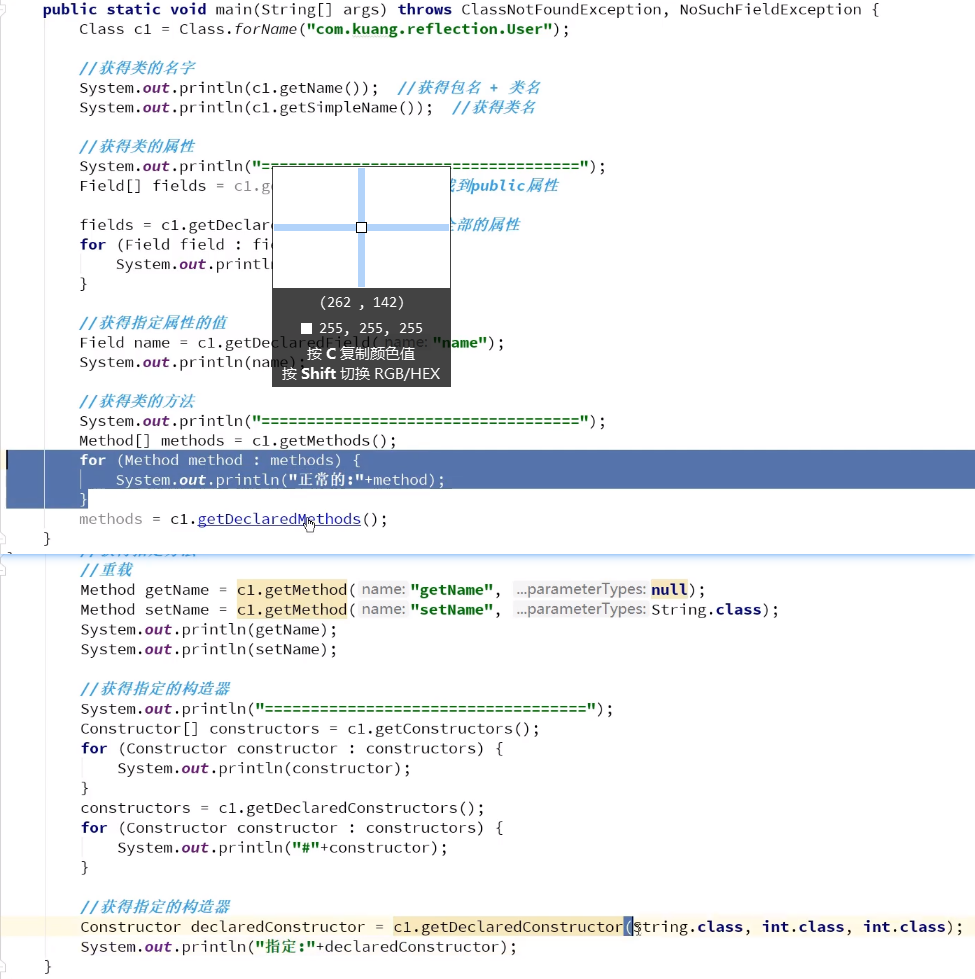 public static void main(String[] args) throws ClassNotFoundException, NoSuchFieldException {
Class c1 = Class.forName("com.kuang.reflection.User");
//获得类的名字
System.out.println(c1.getName()); //获得包名 + 类名
System.out.println(c1.getSimpleName()); //获得类名
//获得类的属性
System.out.println("===================================");
Field[] fields = c1.g 找到public属性
fields = c1.getDeclar 全部的属性
for (Field field : fi
System.out.println
}
(262 , 142)
255, 255, 255
按 C 复制颜色值
按 Shift 切换 RGB/HEX
//获得指定属性的值
Field name = c1.getDeclaredField( name: "name");
System.out.println(name);
//获得类的方法
System.out.println("===================================");
Method[] methods = c1.getMethods();
for (Method method : methods) {
System.out.println("正常的:"+method);
}
methods = c1.getDeclaredMethods();
}
//获得指定方法
//重载
Method getName = c1.getMethod( name: "getName", ...parameterTypes: null);
Method setName = c1.getMethod( name: "setName", ...parameterTypes: String.class);
System.out.println(getName);
System.out.println(setName);
//获得指定的构造器
System.out.println("===================================");
Constructor[] constructors = c1.getConstructors();
for (Constructor constructor : constructors) {
System.out.println(constructor);
}
constructors = c1.getDeclaredConstructors();
for (Constructor constructor : constructors) {
System.out.println("#"+constructor);
}
//获得指定的构造器
Constructor declaredConstructor = c1.getDeclaredConstructor(String.class, int.class, int.class);
System.out.println("指定:"+declaredConstructor);
}